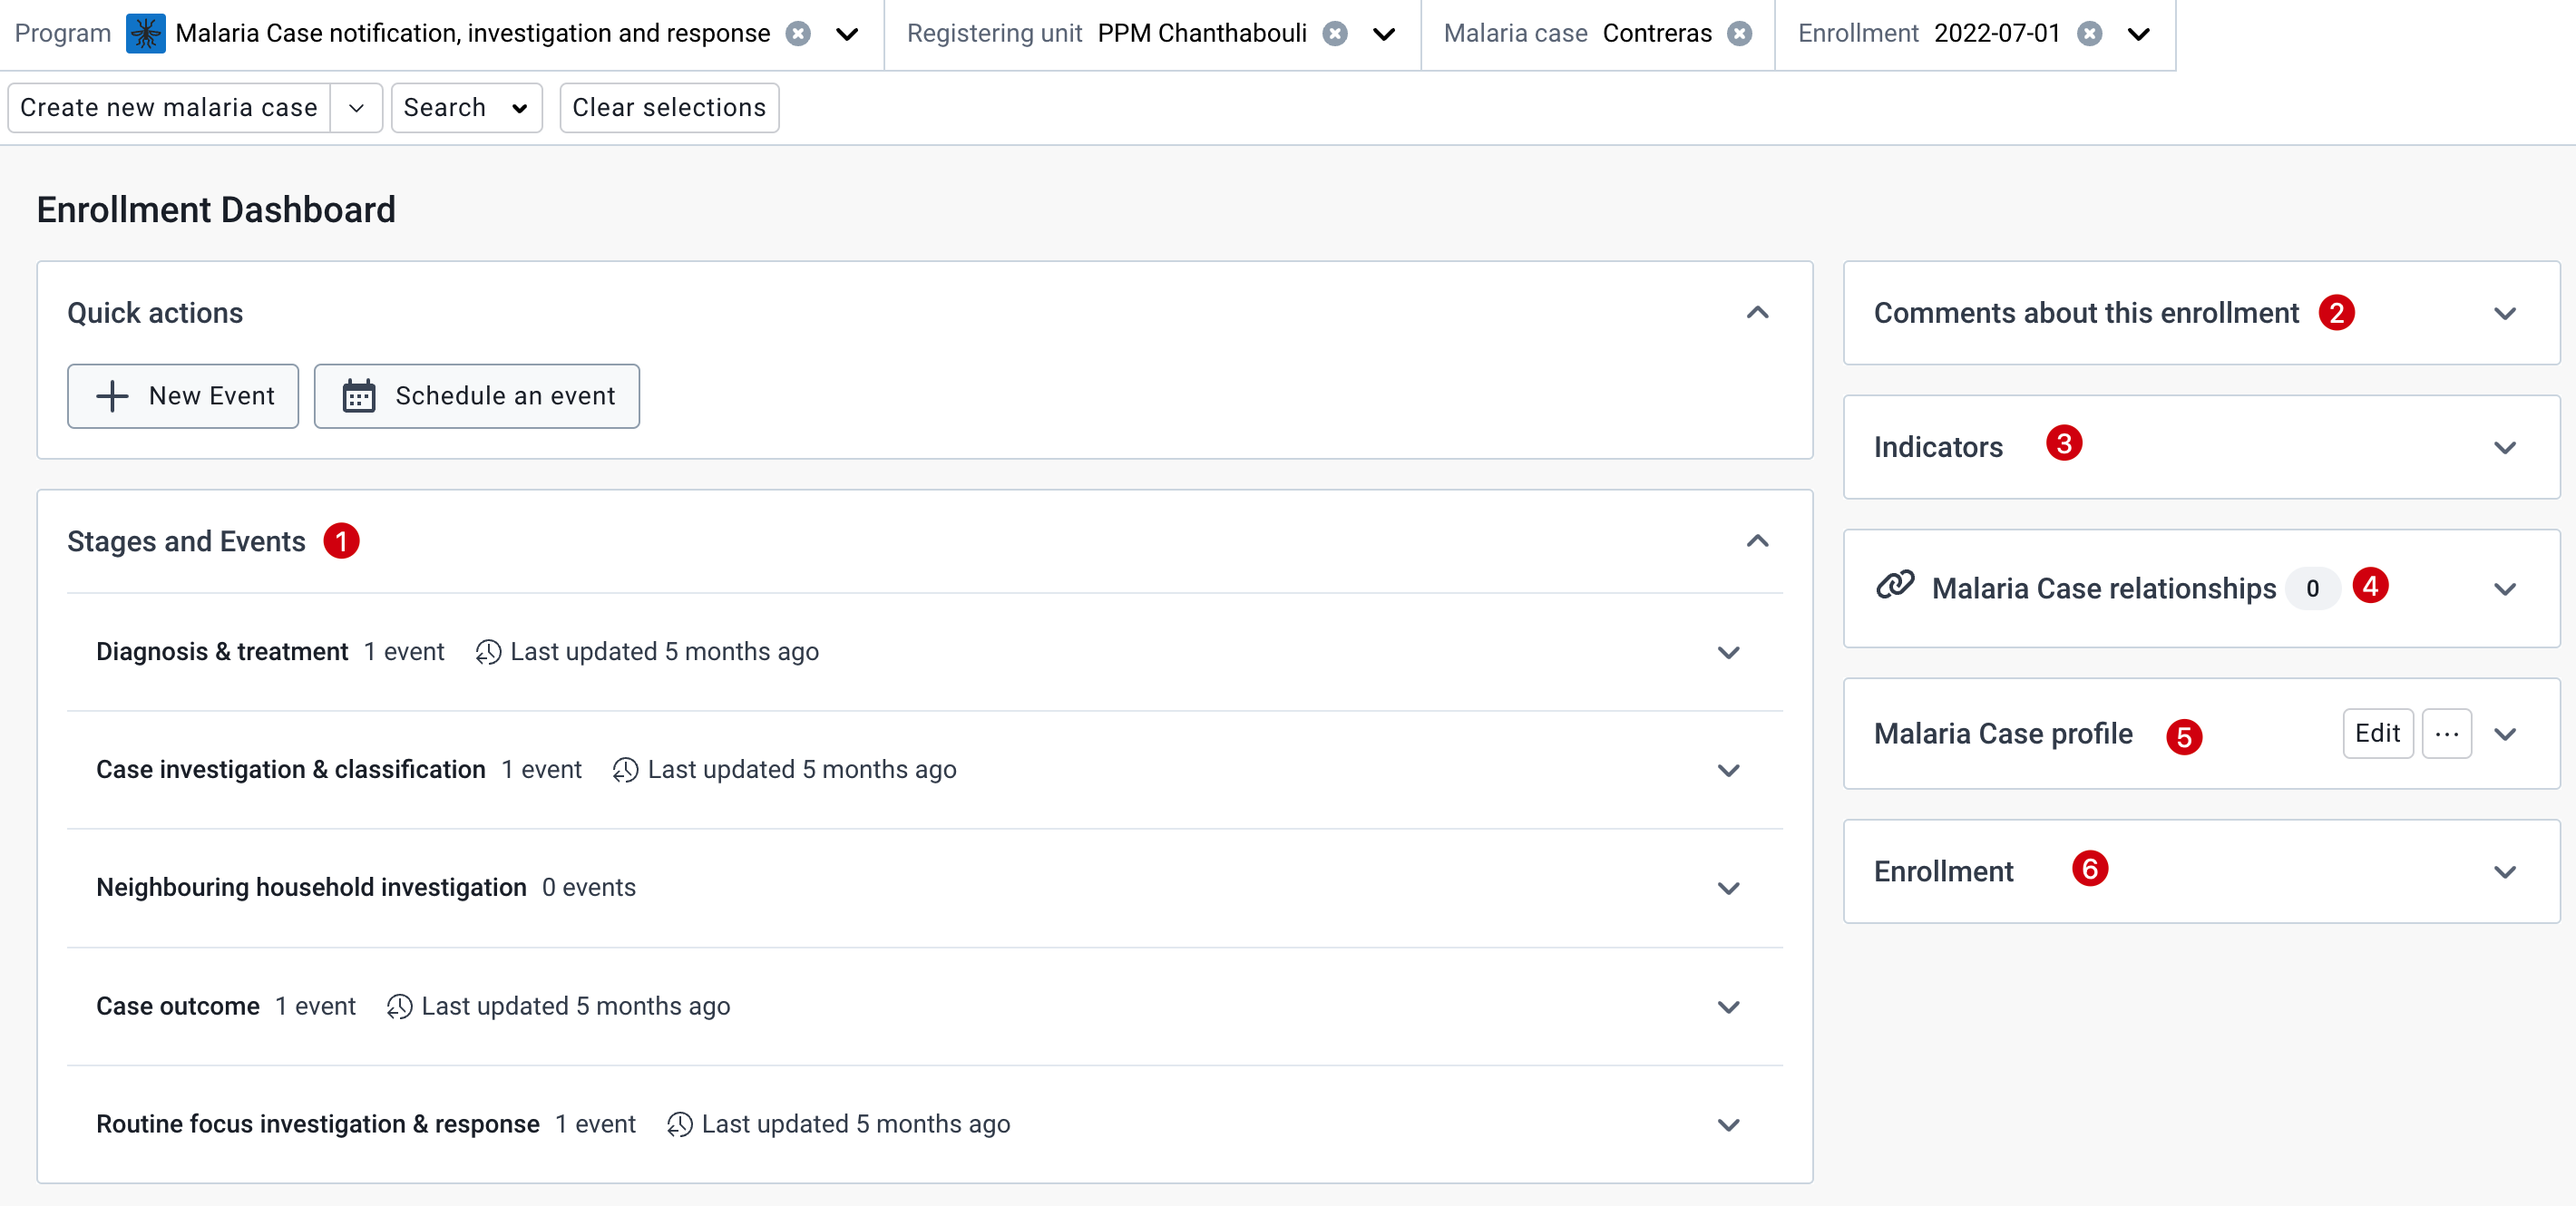 Program Malaria Case notification, investigation and response Registering unit PPM Chanthabouli Malaria case Contreras Enrollment 2022-07-01
Create new malaria case Search Clear selections
Enrollment Dashboard
Quick actions
New Event Schedule an event
Stages and Events 1
Diagnosis & treatment 1 event Last updated 5 months ago
Case investigation & classification 1 event Last updated 5 months ago
Neighbouring household investigation 0 events
Case outcome 1 event Last updated 5 months ago
Routine focus investigation & response 1 event Last updated 5 months ago
Comments about this enrollment 2
Indicators 3
Malaria Case relationships 0 4
Malaria Case profile 5 Edit ...
Enrollment 6